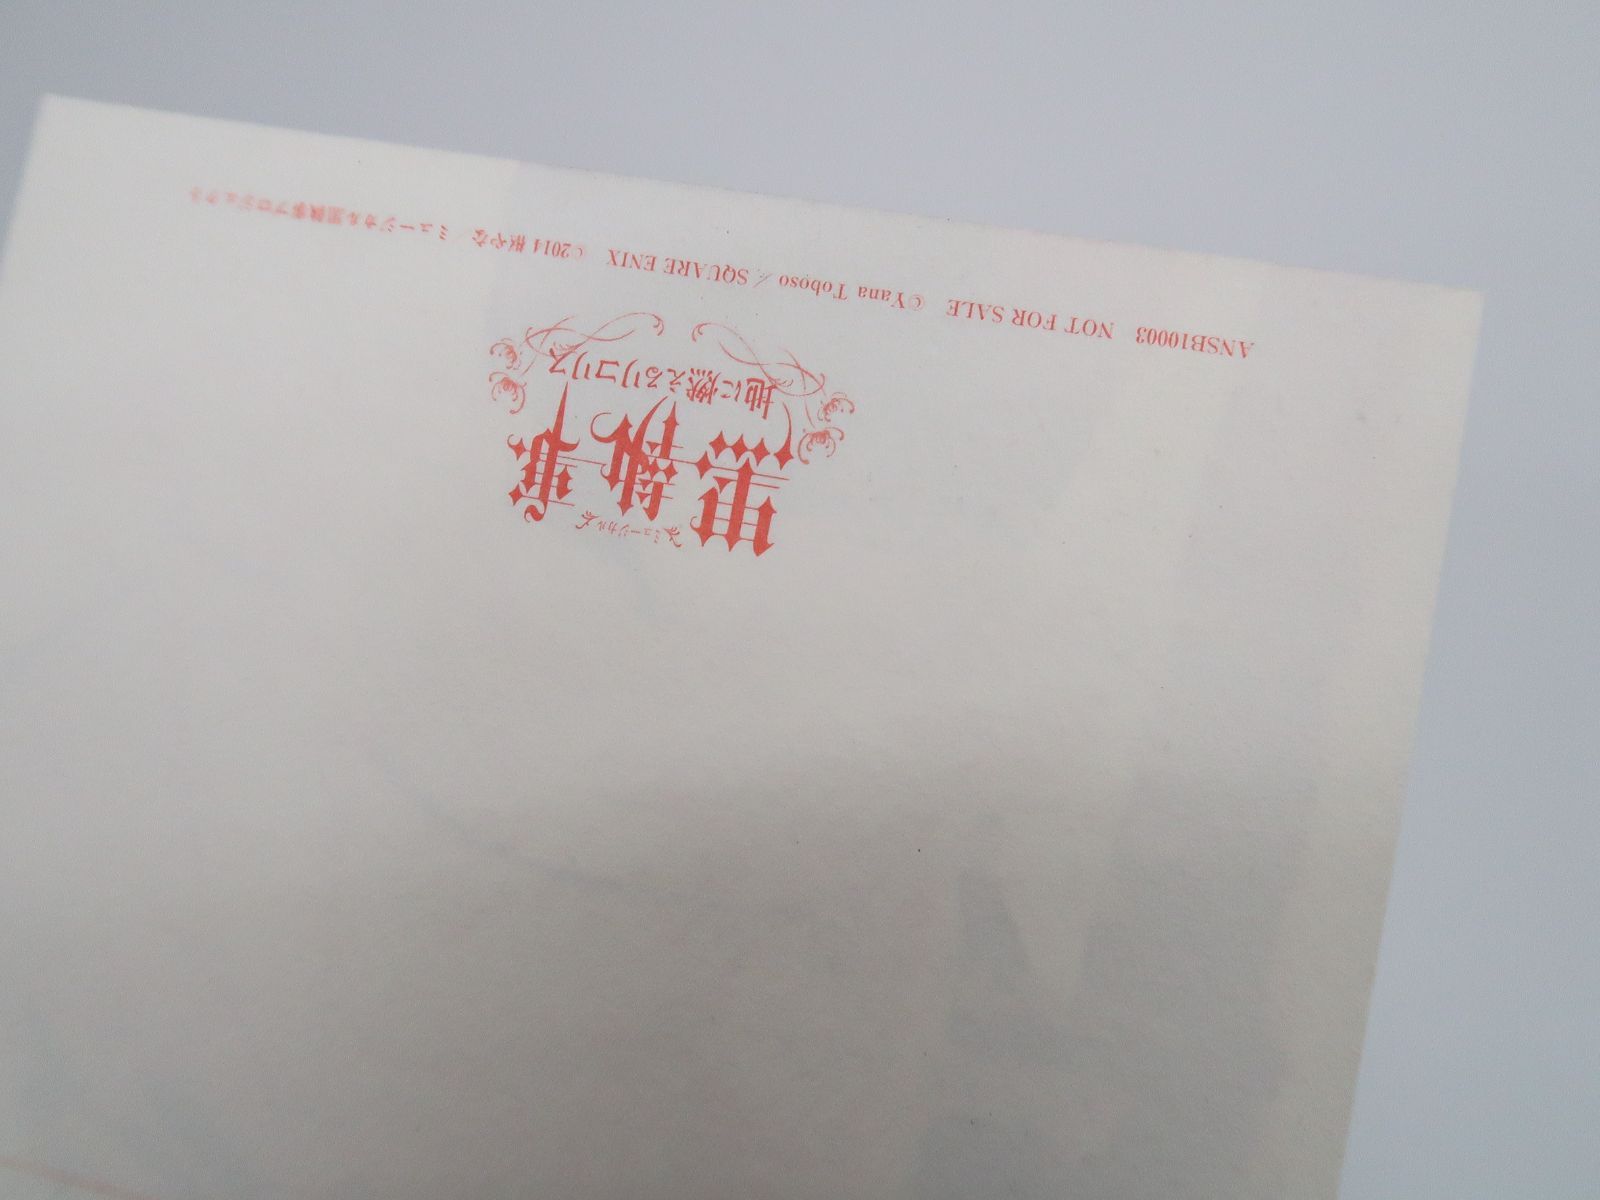 ミュージカル
黒執事
地に燃えるリコリス
ANSB10003 NOT FOR SALE ©Yana Toboso / SQUARE ENIX ©2014 枢やな / ミュージカル黒執事プロジェクト